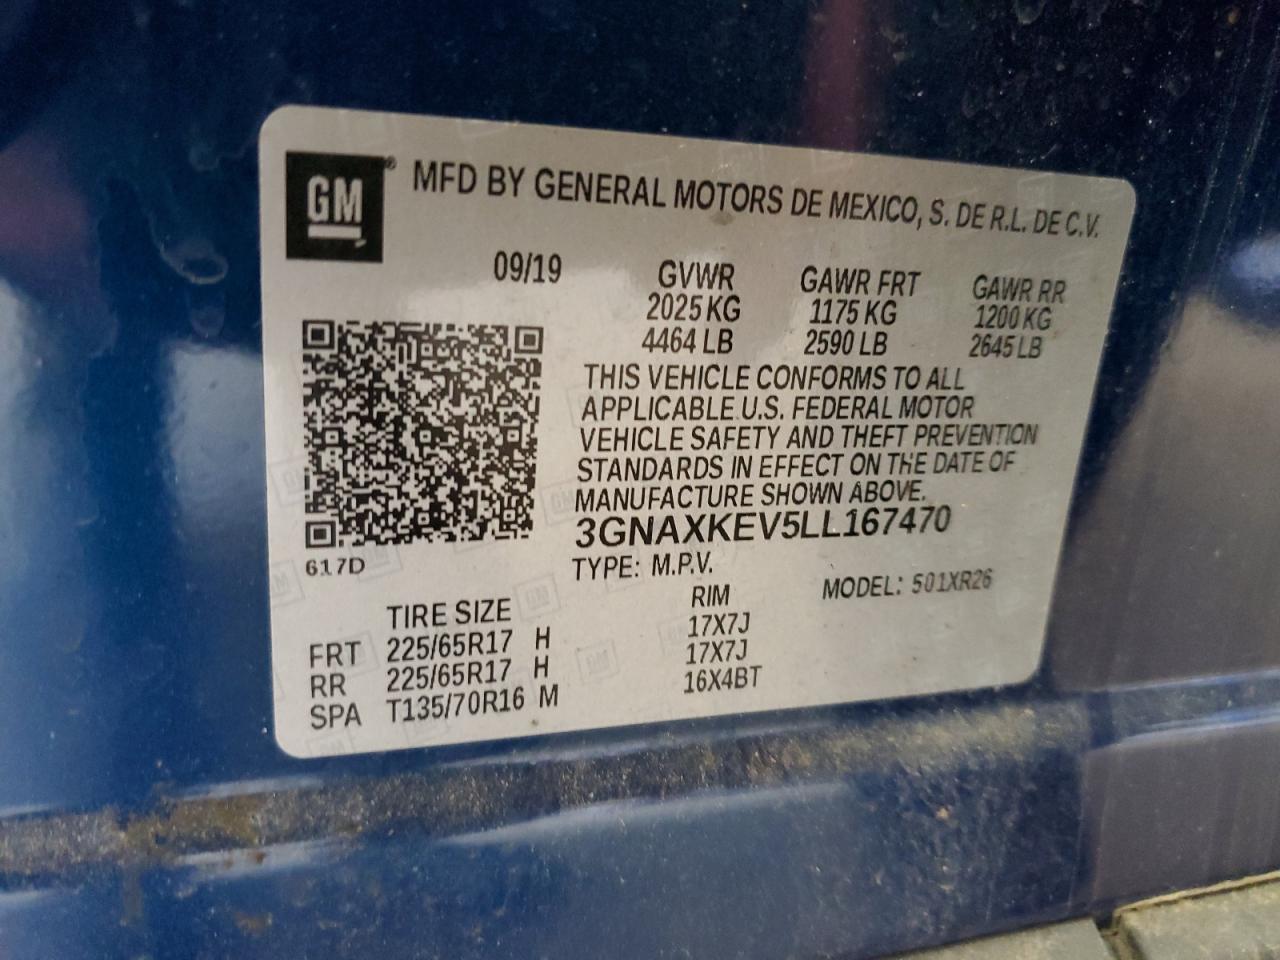 GM
MFD BY GENERAL MOTORS DE MEXICO, S. DE R.L. DE C.V.
09/19 GVWR GAWR FRT GAWR RR
2025 KG 1175 KG 1200 KG
4464 LB 2590 LB 2645 LB
THIS VEHICLE CONFORMS TO ALL
APPLICABLE U.S. FEDERAL MOTOR
VEHICLE SAFETY AND THEFT PREVENTION
STANDARDS IN EFFECT ON THE DATE OF
MANUFACTURE SHOWN ABOVE.
3GNAXKEV5LL167470
617D
TYPE: M.P.V. MODEL: 501XR26
TIRE SIZE RIM
FRT 225/65R17 H 17X7J
RR 225/65R17 H 17X7J
SPA T135/70R16 M 16X4BT